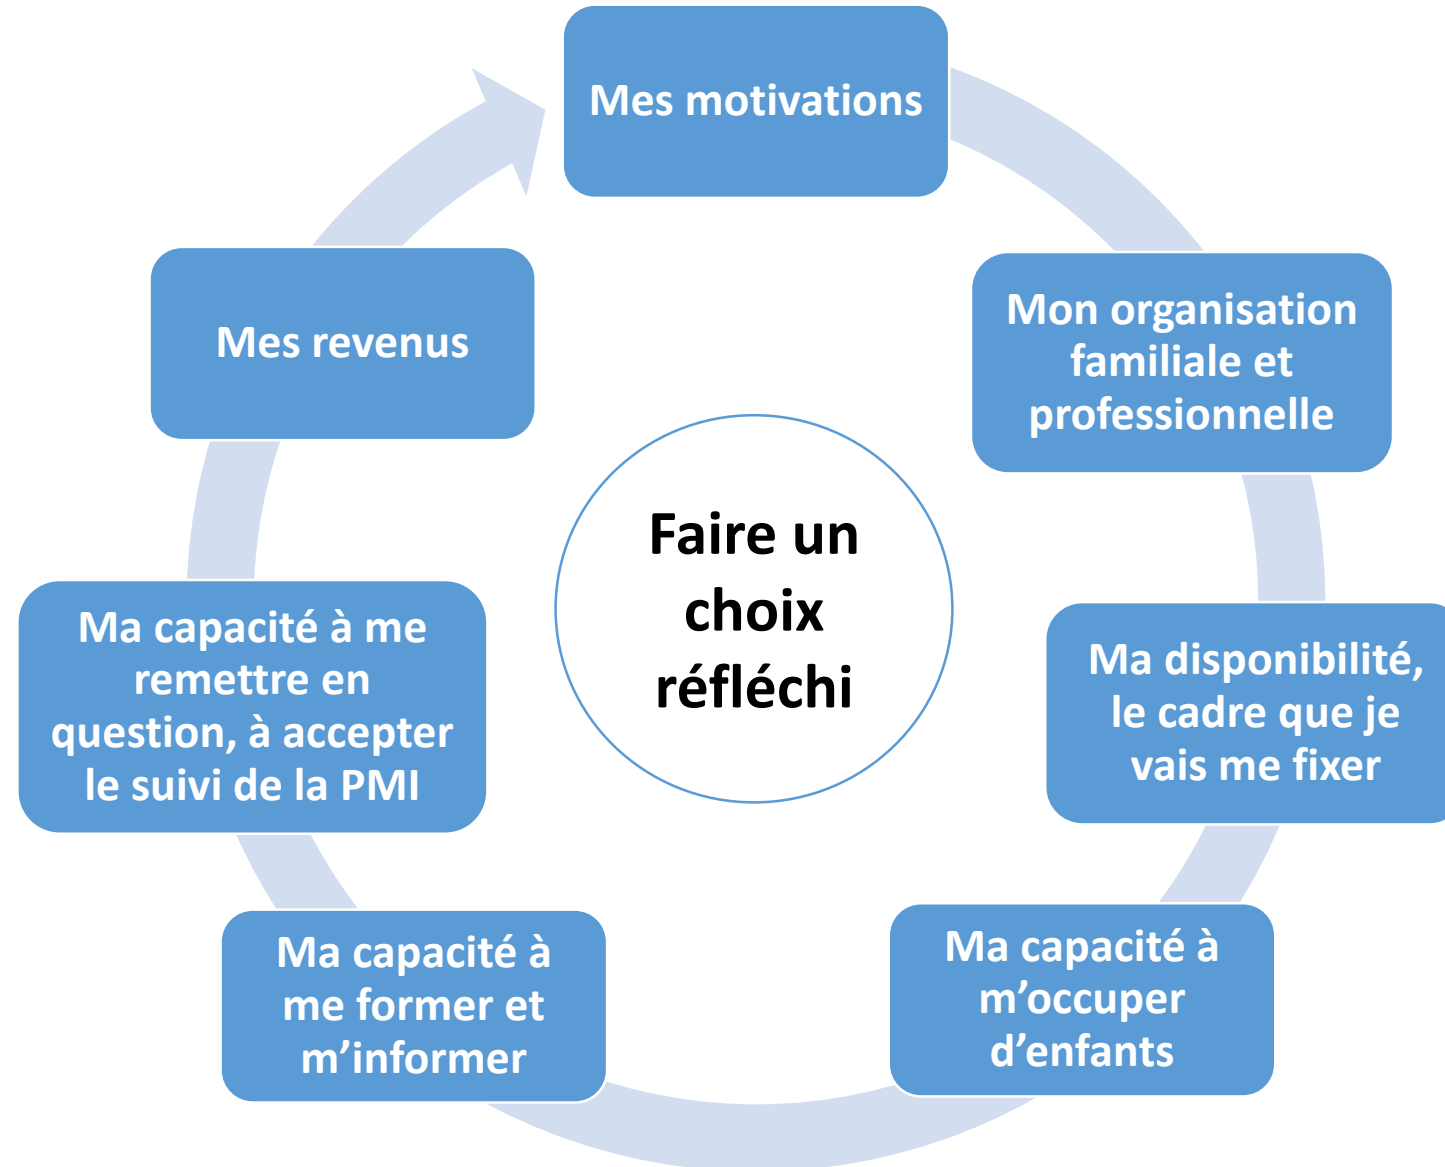 Mes motivations
Mon organisation
familiale et
professionnelle
Ma disponibilité,
le cadre que je
vais me fixer
Ma capacité à
m’occuper
d’enfants
Ma capacité à
me former et
m’informer
Ma capacité à me
remettre en
question, à accepter
le suivi de la PMI
Mes revenus
Faire un
choix
réfléchi